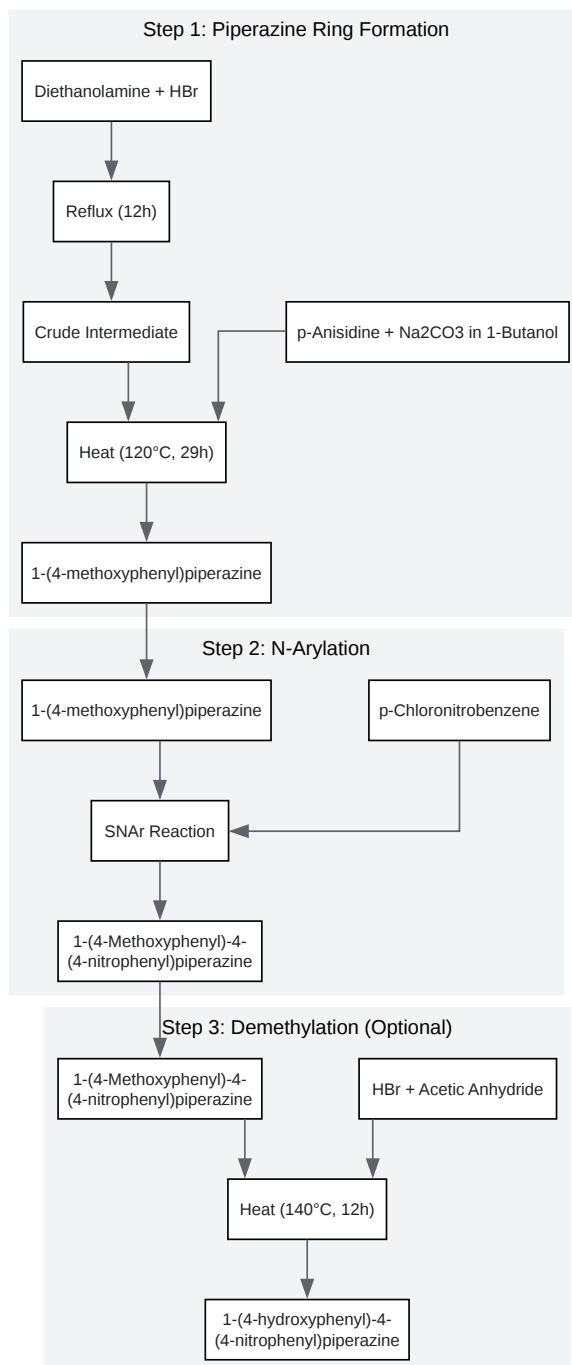 Step 1: Piperazine Ring Formation
Diethanolamine + HBr
Reflux (12h)
Crude Intermediate
p-Anisidine + Na2CO3 in 1-Butanol
Heat (120°C, 29h)
1-(4-methoxyphenyl)piperazine
Step 2: N-Arylation
1-(4-methoxyphenyl)piperazine
p-Chloronitrobenzene
SNAr Reaction
1-(4-Methoxyphenyl)-4-
(4-nitrophenyl)piperazine
Step 3: Demethylation (Optional)
1-(4-Methoxyphenyl)-4-
(4-nitrophenyl)piperazine
HBr + Acetic Anhydride
Heat (140°C, 12h)
1-(4-hydroxyphenyl)-4-
(4-nitrophenyl)piperazine